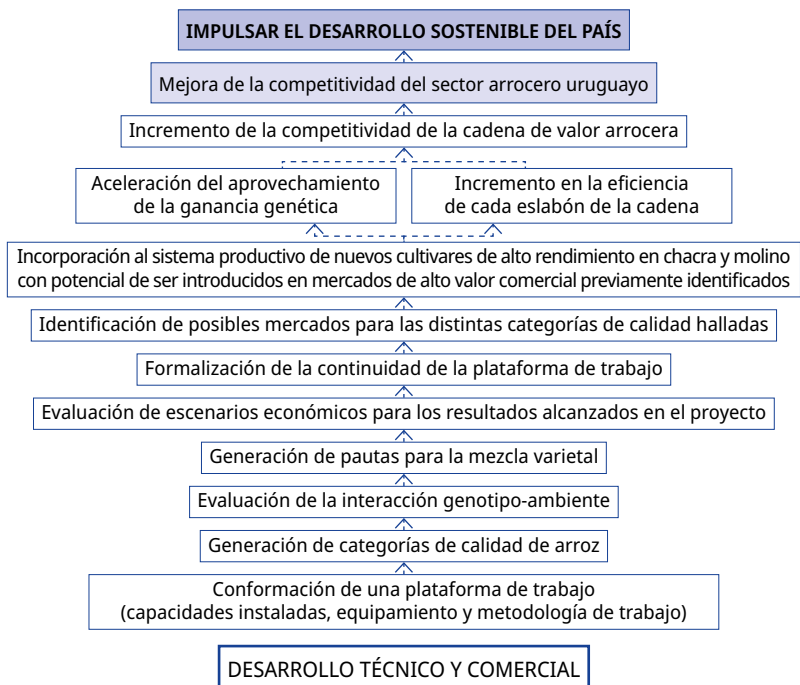 IMPULSAR EL DESARROLLO SOSTENIBLE DEL PAÍS
Mejora de la competitividad del sector arrocero uruguayo
Incremento de la competitividad de la cadena de valor arrocera
Aceleración del aprovechamiento
de la ganancia genética
Incremento en la eficiencia
de cada eslabón de la cadena
Incorporación al sistema productivo de nuevos cultivares de alto rendimiento en chacra y molino
con potencial de ser introducidos en mercados de alto valor comercial previamente identificados
Identificación de posibles mercados para las distintas categorías de calidad halladas
Formalización de la continuidad de la plataforma de trabajo
Evaluación de escenarios económicos para los resultados alcanzados en el proyecto
Generación de pautas para la mezcla varietal
Evaluación de la interacción genotipo-ambiente
Generación de categorías de calidad de arroz
Conformación de una plataforma de trabajo
(capacidades instaladas, equipamiento y metodología de trabajo)
DESARROLLO TÉCNICO Y COMERCIAL